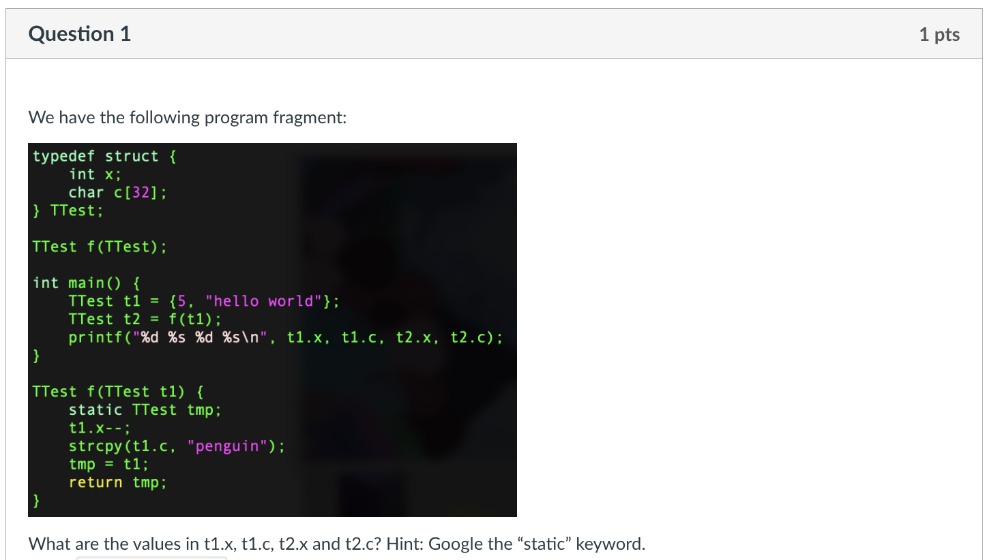 Question 1
1 pts
We have the following program fragment:
typedef struct {
    int x;
    char c[32];
} TTest;
TTest f(TTest);
int main() {
    TTest t1 = {5, "hello world"};
    TTest t2 = f(t1);
    printf("%d %s %d %s\n", t1.x, t1.c, t2.x, t2.c);
}
TTest f(TTest t1) {
    static TTest tmp;
    t1.x--;
    strcpy(t1.c, "penguin");
    tmp = t1;
    return tmp;
}
What are the values in t1.x, t1.c, t2.x and t2.c? Hint: Google the “static” keyword.